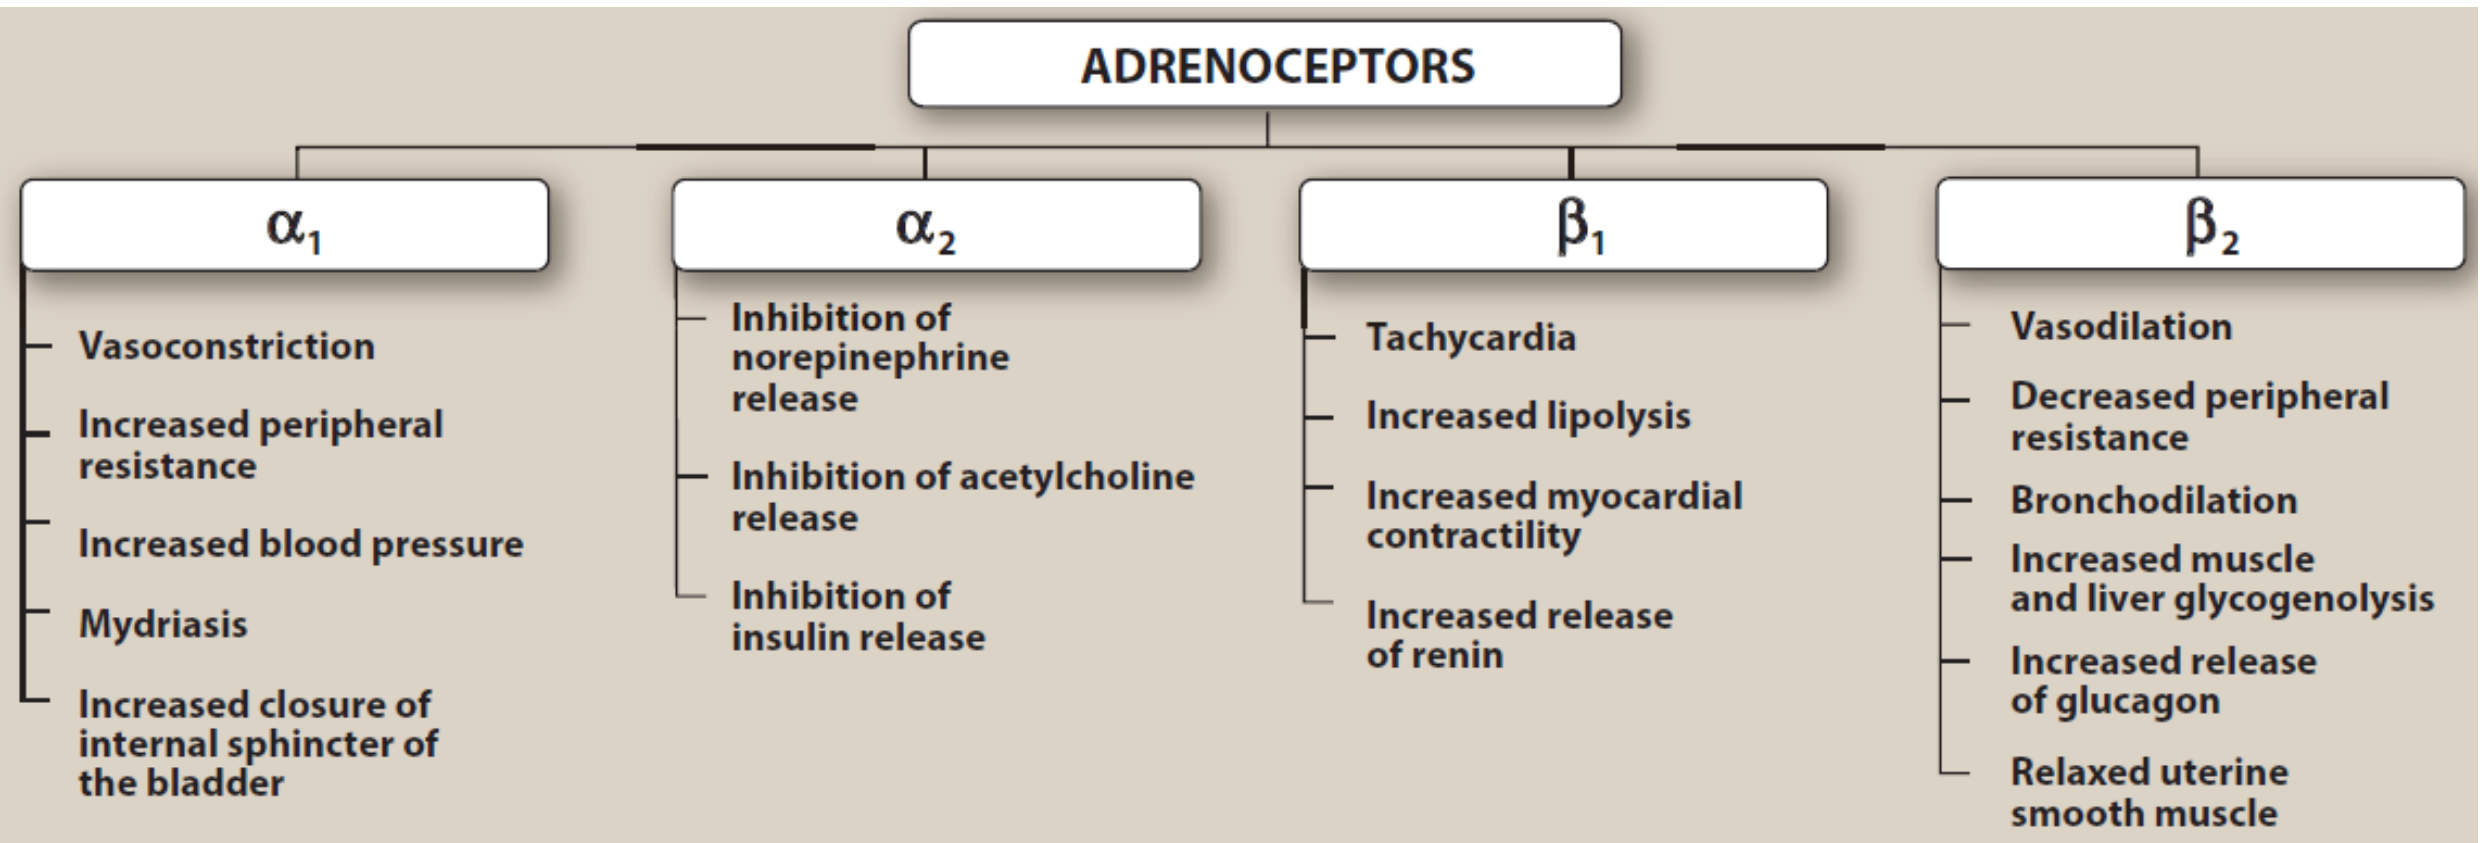 ADRENOCEPTORS
α₁
Vasoconstriction
Increased peripheral
resistance
Increased blood pressure
Mydriasis
Increased closure of
internal sphincter of
the bladder
α₂
Inhibition of
norepinephrine
release
Inhibition of acetylcholine
release
Inhibition of
insulin release
β₁
Tachycardia
Increased lipolysis
Increased myocardial
contractility
Increased release
of renin
β₂
Vasodilation
Decreased peripheral
resistance
Bronchodilation
Increased muscle
and liver glycogenolysis
Increased release
of glucagon
Relaxed uterine
smooth muscle